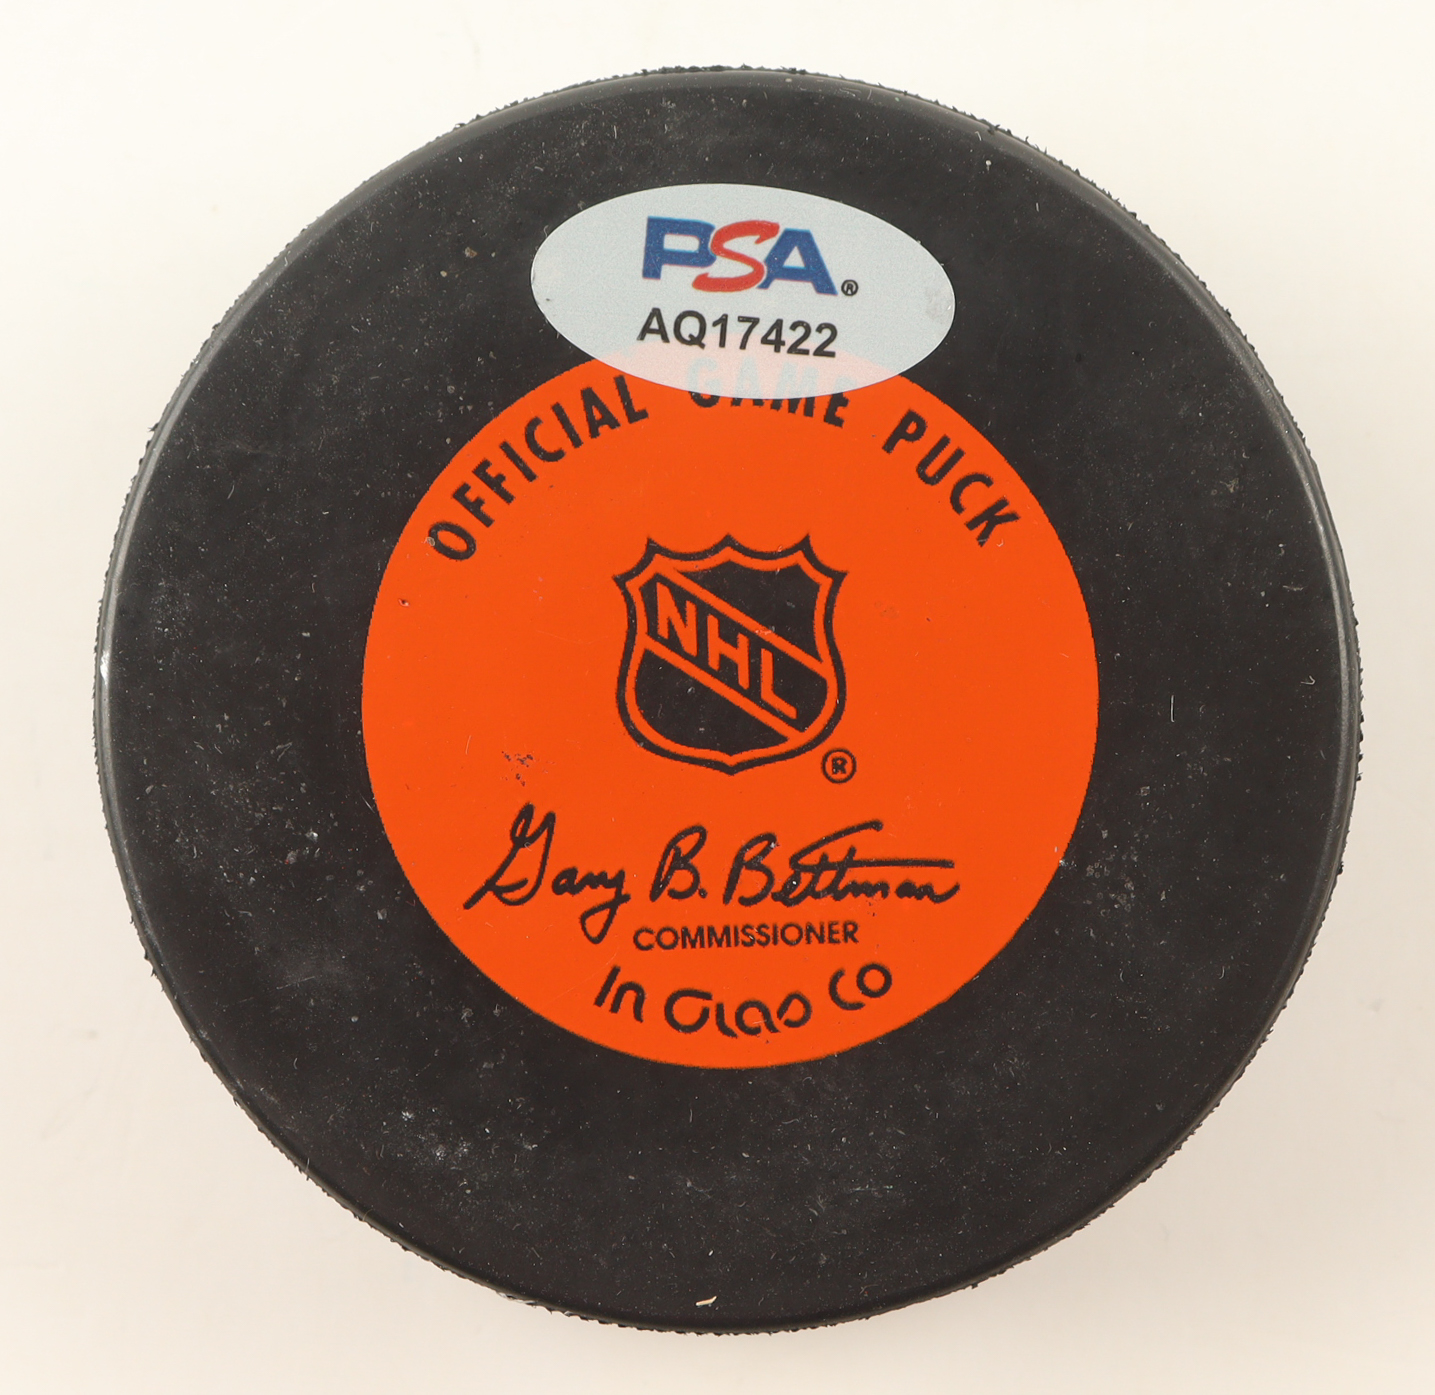 PSA®
AQ17422
OFFICIAL GAME PUCK
NHL
®
Gary B. Bettman
COMMISSIONER
In Glas Co